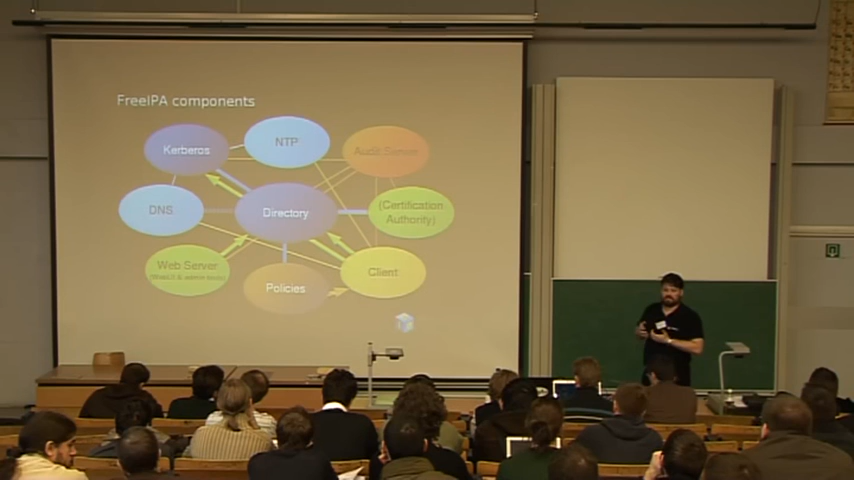 FreeIPA components
NTP
Kerberos
Audit Server
DNS
Directory
(Certification
Authority)
Web Server
Client
Policies